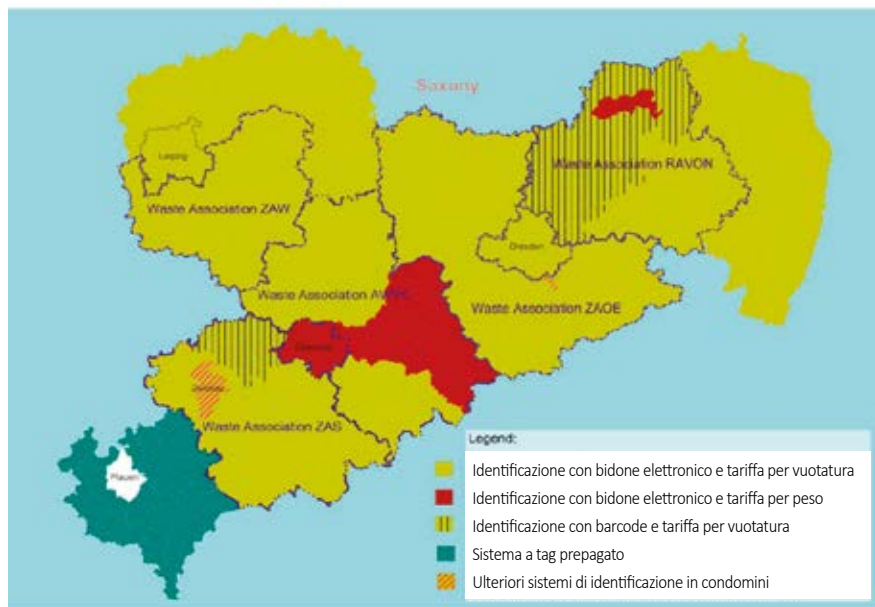 Saxony
Leipzig
Waste Association RAVON
Waste Association ZAW
Dresden
Waste Association
Waste Association ZAOE
Chemnitz
Waste Association ZAS
Plauen
Legend:
Identificazione con bidone elettronico e tariffa per vuotatura
Identificazione con bidone elettronico e tariffa per peso
Identificazione con barcode e tariffa per vuotatura
Sistema a tag prepagato
Ulteriori sistemi di identificazione in condomini